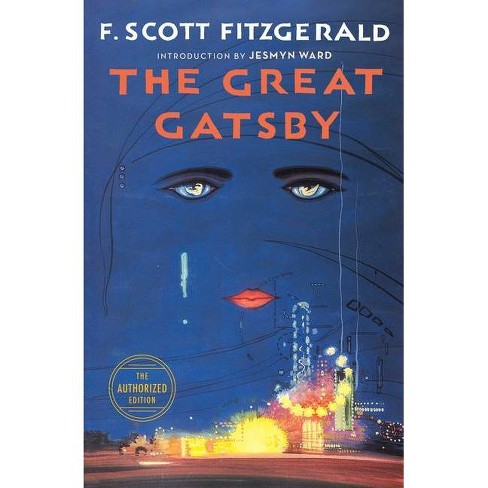 F. SCOTT FITZGERALD
INTRODUCTION BY JESMYN WARD
THE GREAT
GATSBY
THE
AUTHORIZED
EDITION